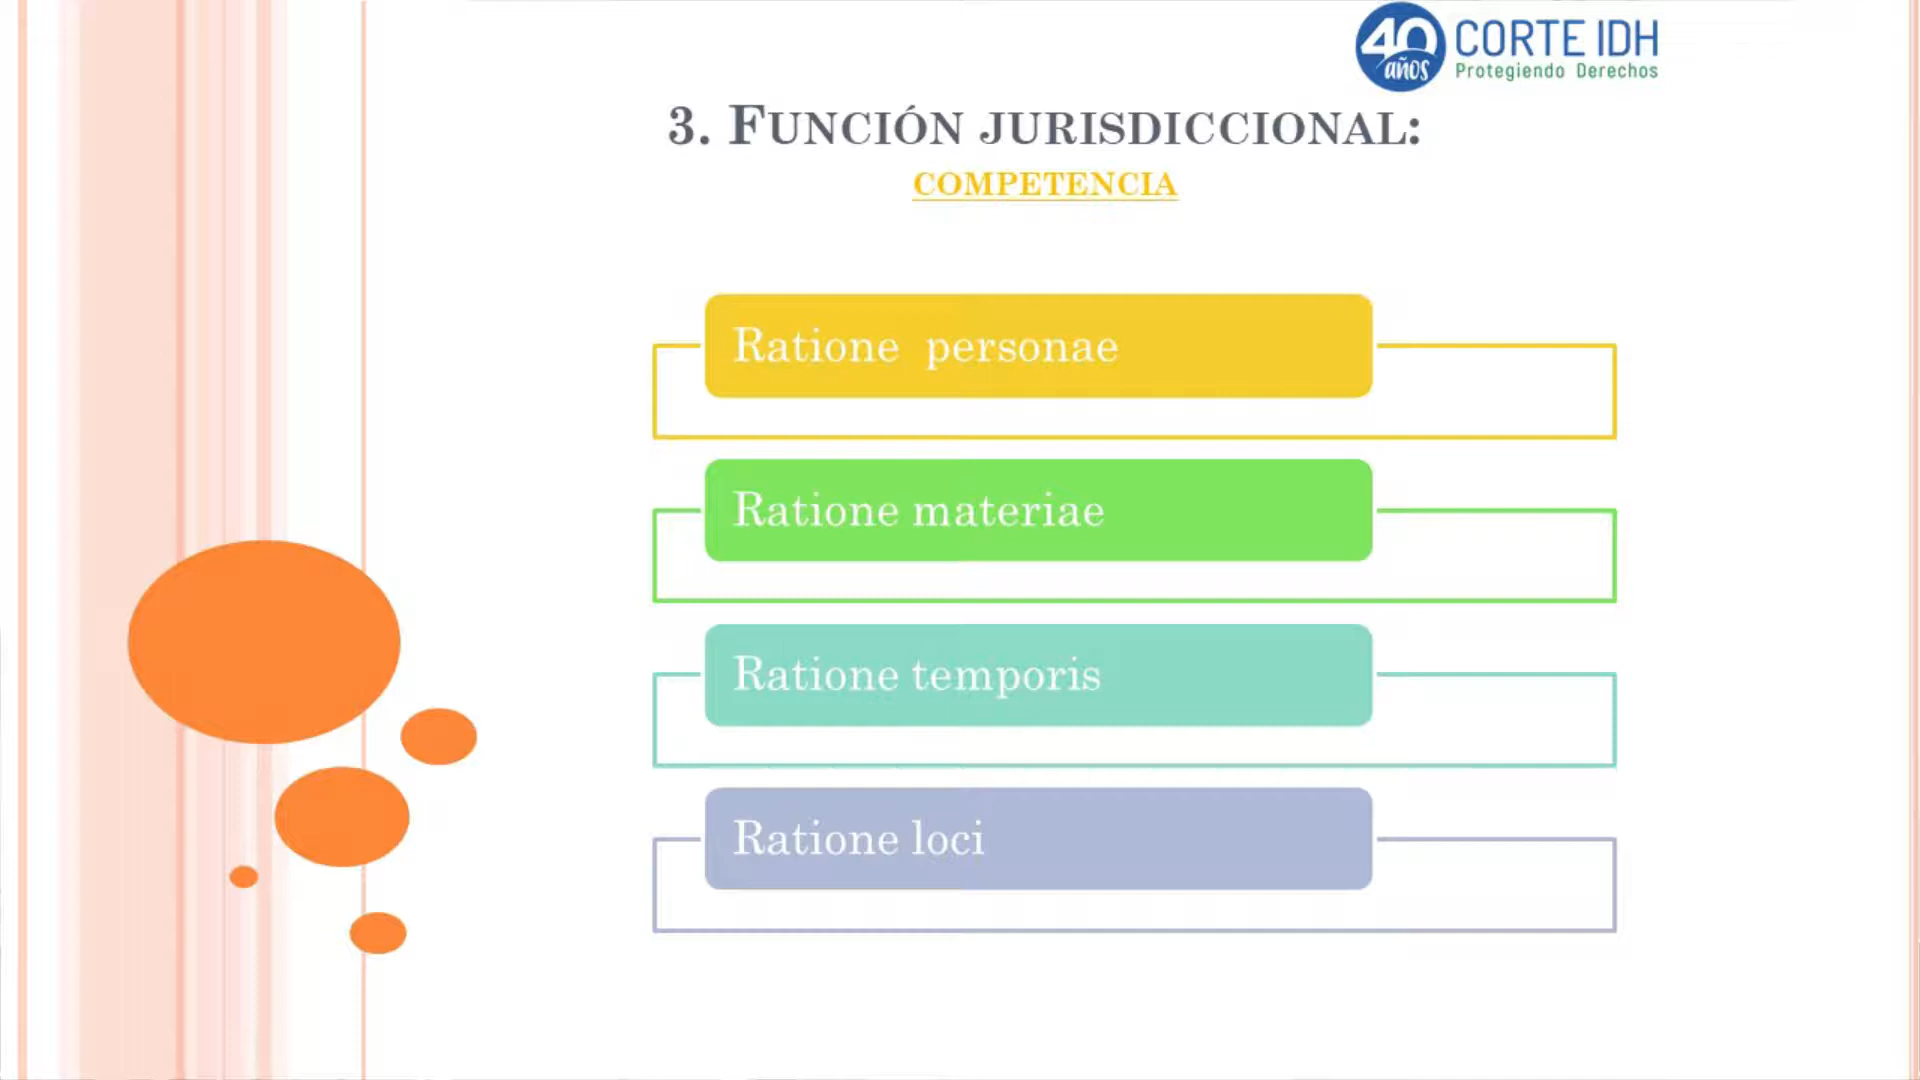 40 años
CORTE IDH
Protegiendo Derechos
3. FUNCIÓN JURISDICCIONAL:
COMPETENCIA
Ratione personae
Ratione materiae
Ratione temporis
Ratione loci